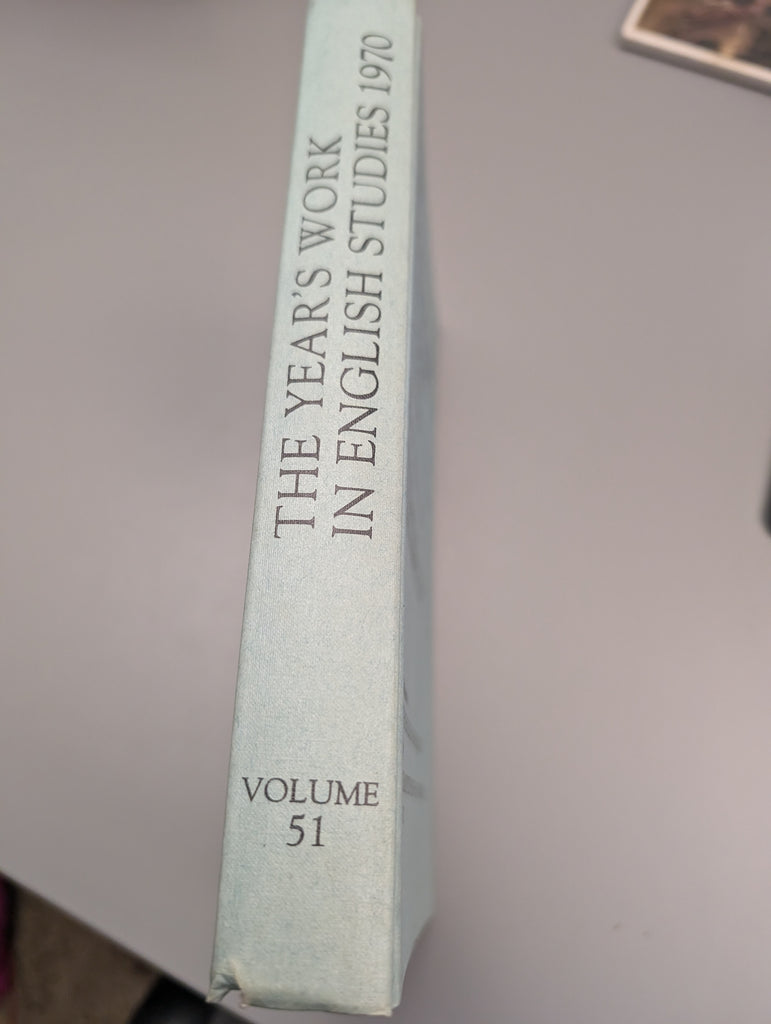 THE YEAR'S WORK
IN ENGLISH STUDIES 1970
VOLUME
51